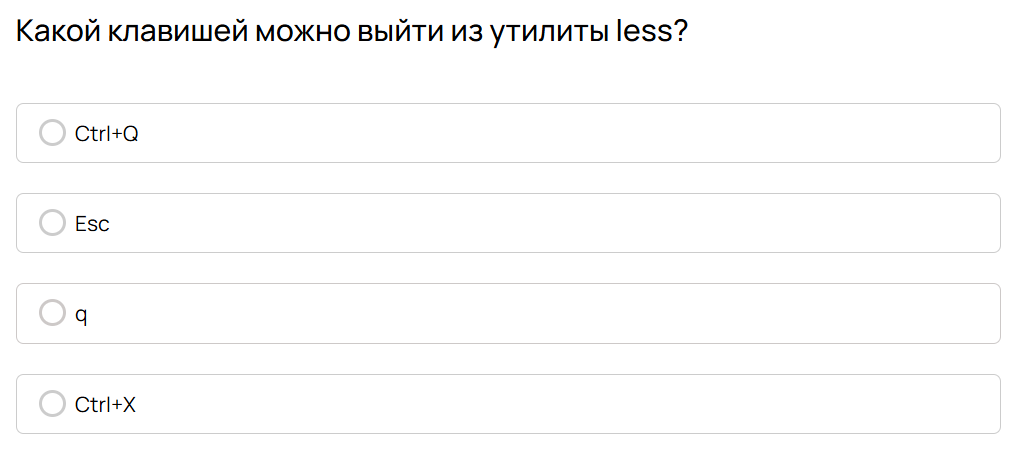 Какой клавишей можно выйти из утилиты less?
Ctrl+Q
Esc
q
Ctrl+X